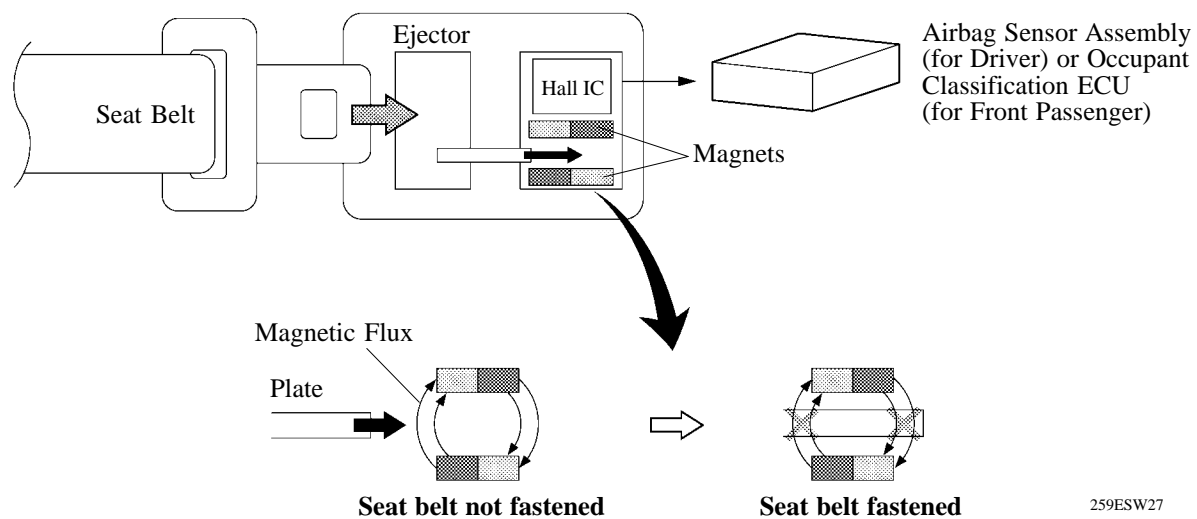 Ejector
Airbag Sensor Assembly
(for Driver) or Occupant
Classification ECU
(for Front Passenger)
Hall IC
Seat Belt
Magnets
Magnetic Flux
Plate
Seat belt not fastened
Seat belt fastened
259ESW27